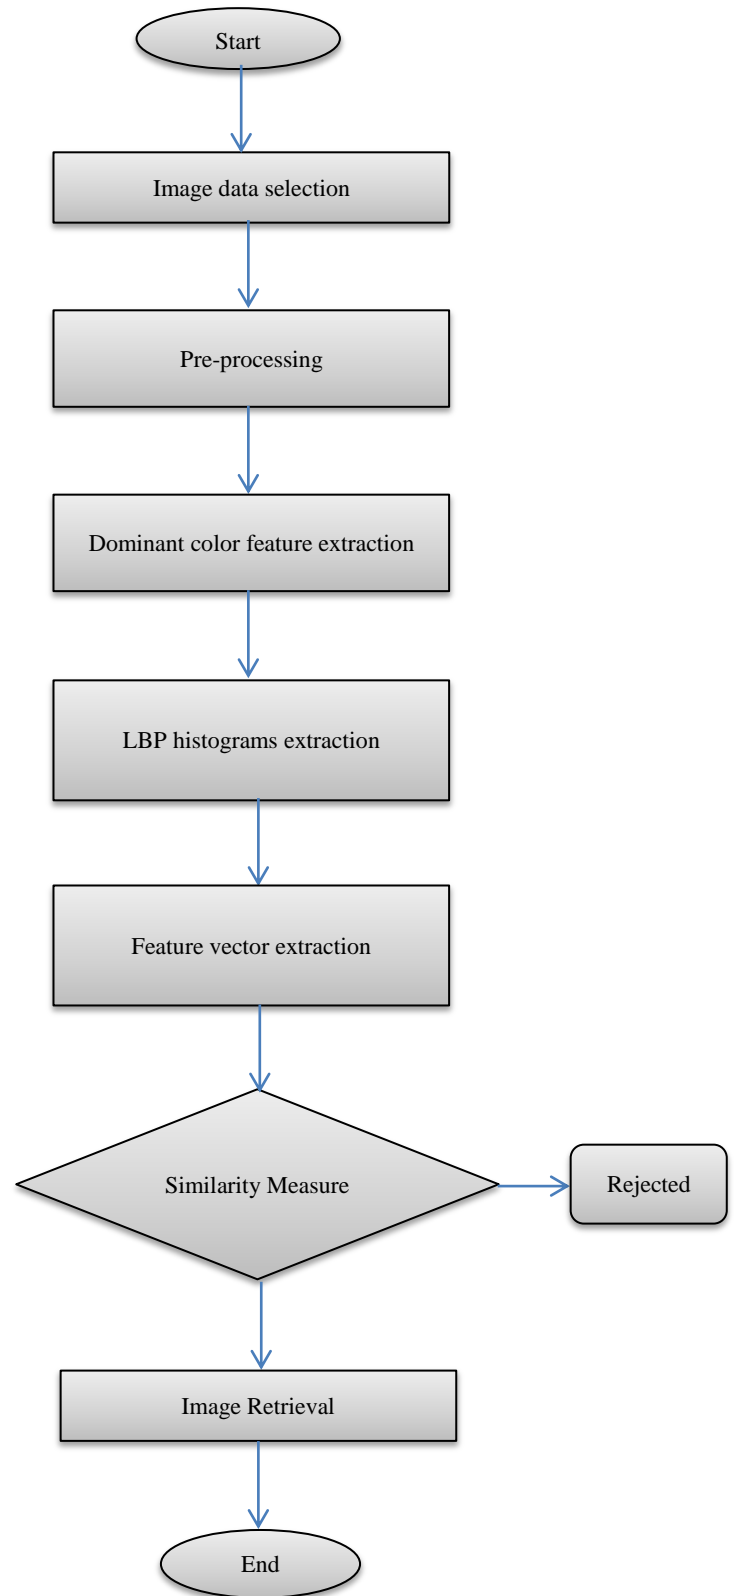 Start
Image data selection
Pre-processing
Dominant color feature extraction
LBP histograms extraction
Feature vector extraction
Similarity Measure
Rejected
Image Retrieval
End